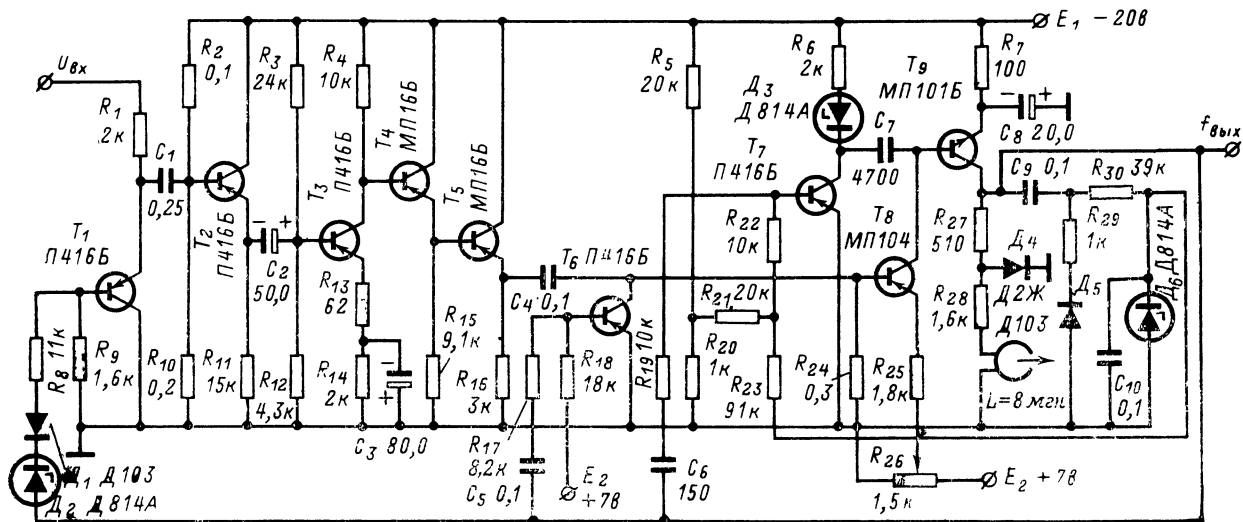 E₁ – 20в
Uвх
R₁
2к
R₂
0,1
R₃
24к
R₄
10к
T₄
МП16Б
R₅
20к
R₆
2к
Д₃
Д814А
T₉
МП101Б
R₇
100
C₈ 20,0
– +
fвых
C₁
0,25
T₂
П416Б
T₃
П416Б
T₅
МП16Б
T₇
П416Б
C₇
4700
C₉ 0,1
R₃₀ 39к
T₁
П416Б
– +
C₂
50,0
R₁₃
62
C₄ 0,1
T₆ П416Б
R₂₂
10к
T₈
МП104
R₂₇
510
Д₄
Д2Ж
R₂₉
1к
Д₅
Д103
Д₆ Д814А
R₈ 11к
R₉
1,6к
R₁₀
0,2
R₁₁
15к
R₁₂
4,3к
R₁₄
2к
–
+
C₃ 80,0
R₁₅
9,1к
R₁₆
3к
R₁₇
8,2к
C₅ 0,1
R₁₈
18к
E₂
+7в
R₁₉ 10к
R₂₁ 20к
R₂₀
1к
R₂₃
91к
C₆
150
R₂₄
0,3
R₂₅
1,8к
R₂₆
1,5к
E₂ +7в
R₂₈
1,6к
L=8мгн
C₁₀
0,1
Д₁ Д103
Д₂ Д814А